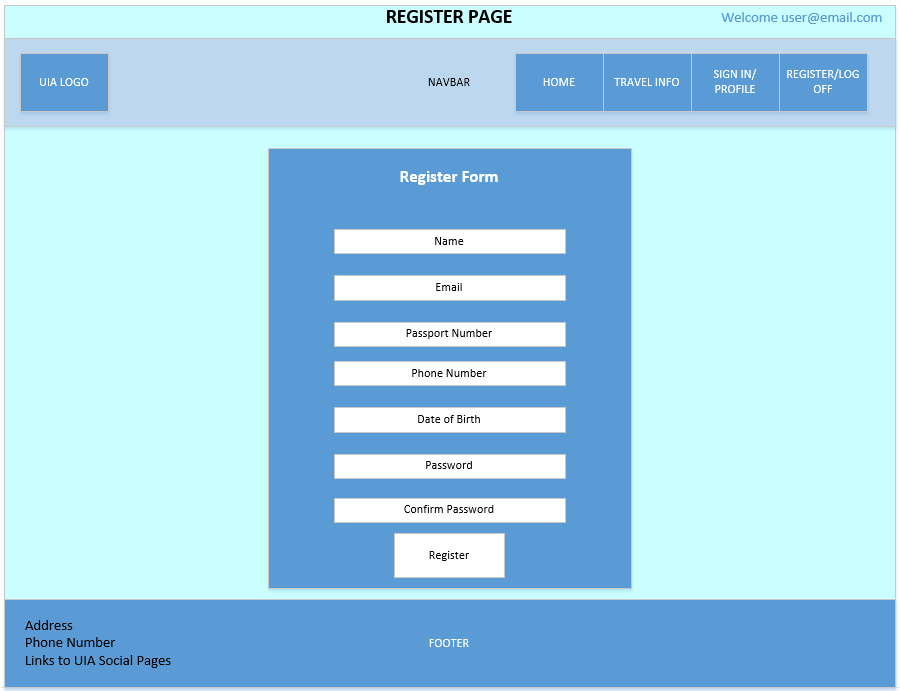 REGISTER PAGE
Welcome user@email.com
UIA LOGO
NAVBAR
HOME
TRAVEL INFO
SIGN IN/
PROFILE
REGISTER/LOG
OFF
Register Form
Name
Email
Passport Number
Phone Number
Date of Birth
Password
Confirm Password
Register
Address
Phone Number
Links to UIA Social Pages
FOOTER